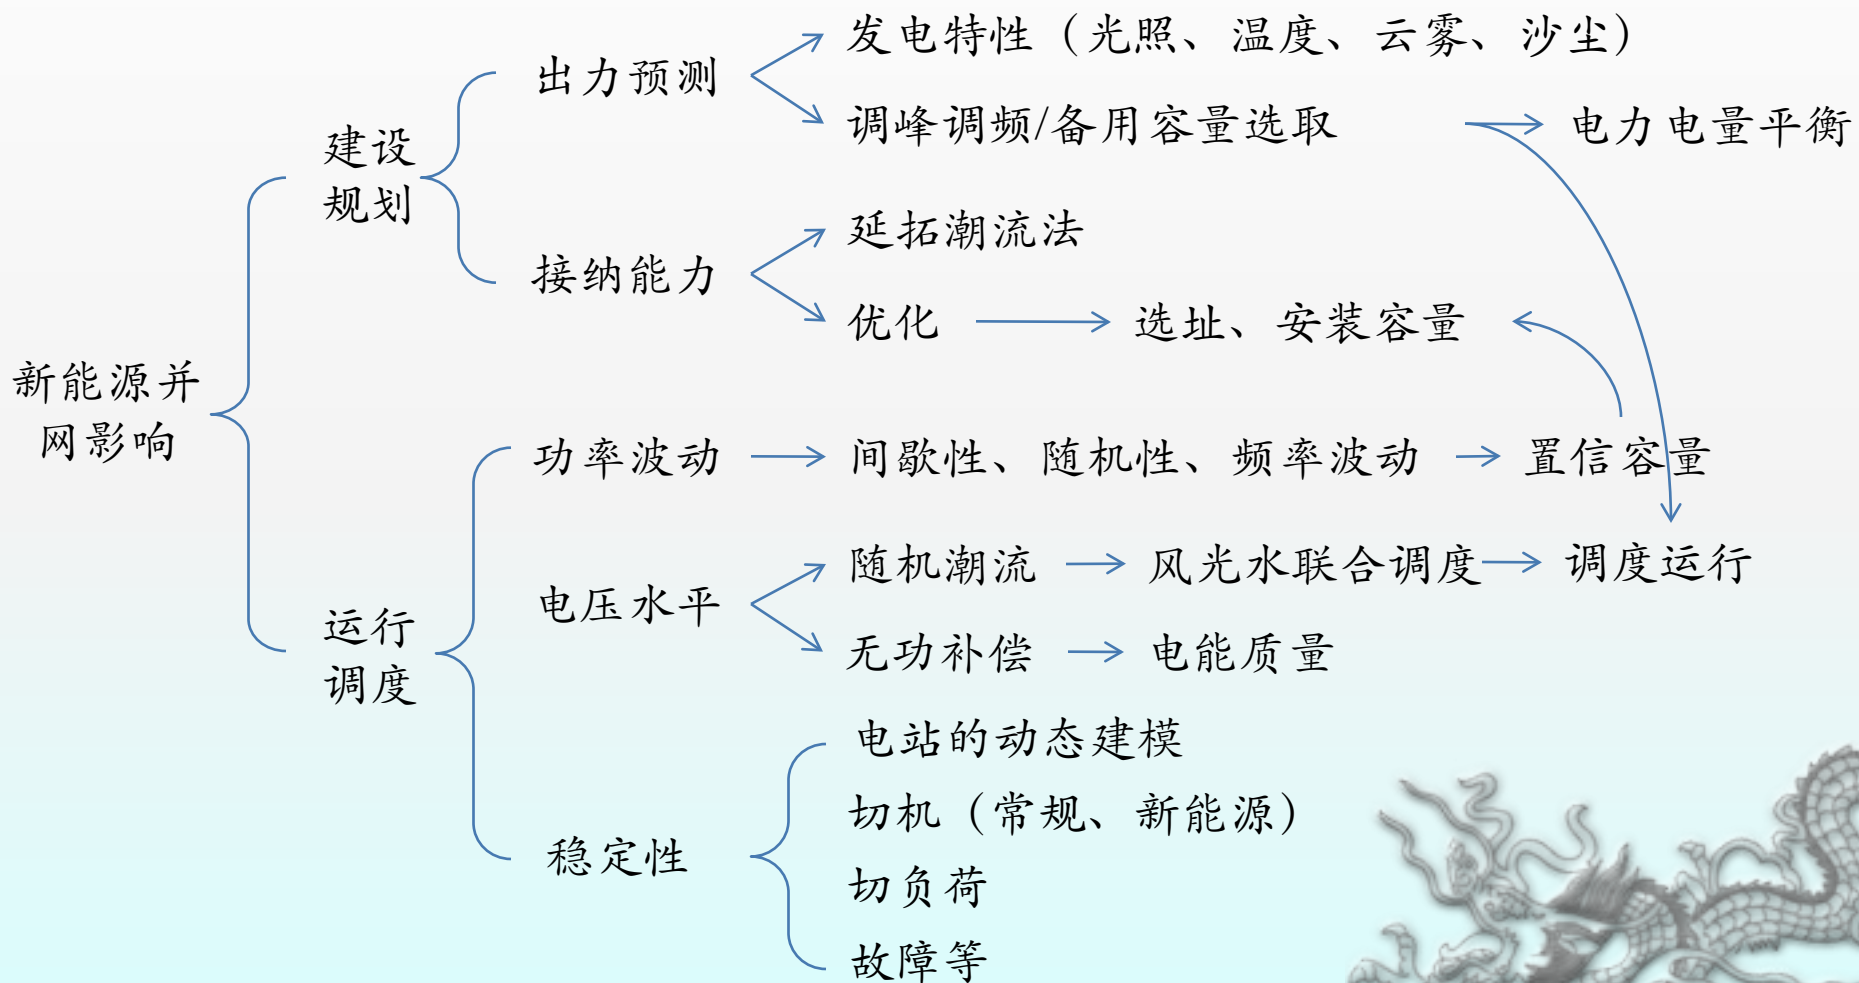 发电特性（光照、温度、云雾、沙尘）
出力预测
调峰调频/备用容量选取
电力电量平衡
建设
规划
延拓潮流法
接纳能力
优化
选址、安装容量
新能源并
网影响
功率波动
间歇性、随机性、频率波动
置信容量
随机潮流
风光水联合调度
调度运行
电压水平
无功补偿
电能质量
运行
调度
电站的动态建模
切机（常规、新能源）
稳定性
切负荷
故障等